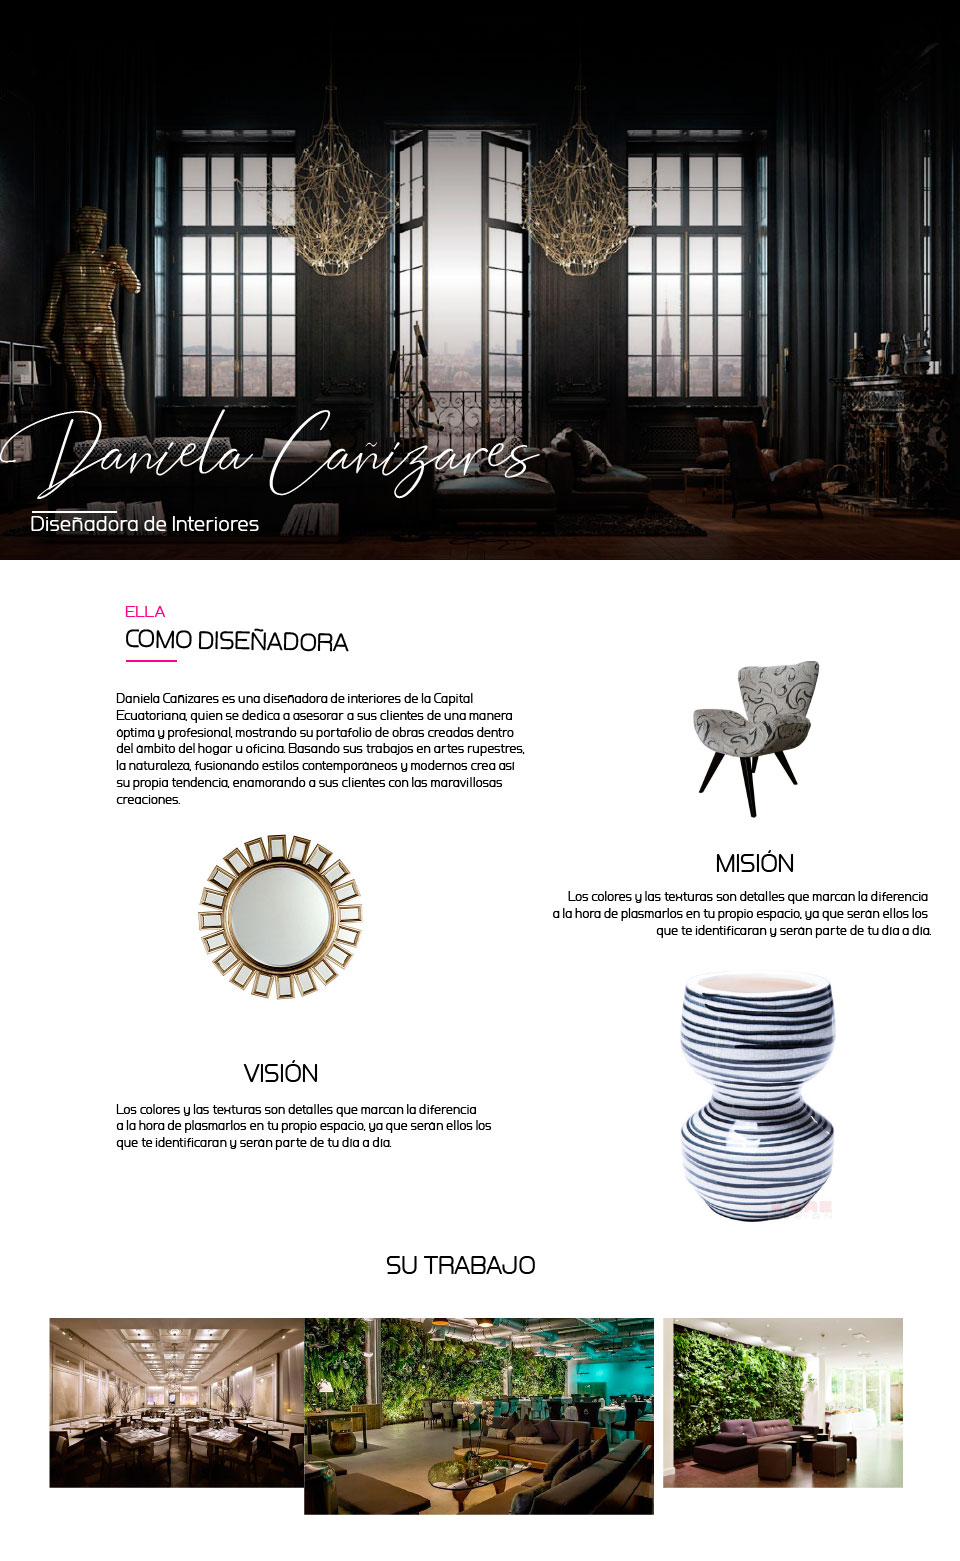 Daniela Cañizares
Diseñadora de Interiores
ELLA
COMO DISEÑADORA
Daniela Cañizares es una diseñadora de interiores de la Capital
Ecuatoriana, quien se dedica a asesorar a sus clientes de una manera
óptima y profesional, mostrando su portafolio de obras creadas dentro
del ámbito del hogar u oficina. Basando sus trabajos en artes rupestres,
la naturaleza, fusionando estilos contemporáneos y modernos crea así
su propia tendencia, enamorando a sus clientes con las maravillosas
creaciones.
MISIÓN
Los colores y las texturas son detalles que marcan la diferencia
a la hora de plasmarlos en tu propio espacio, ya que serán ellos los
que te identificaran y serán parte de tu día a día.
VISIÓN
Los colores y las texturas son detalles que marcan la diferencia
a la hora de plasmarlos en tu propio espacio, ya que serán ellos los
que te identificaran y serán parte de tu día a día.
SU TRABAJO